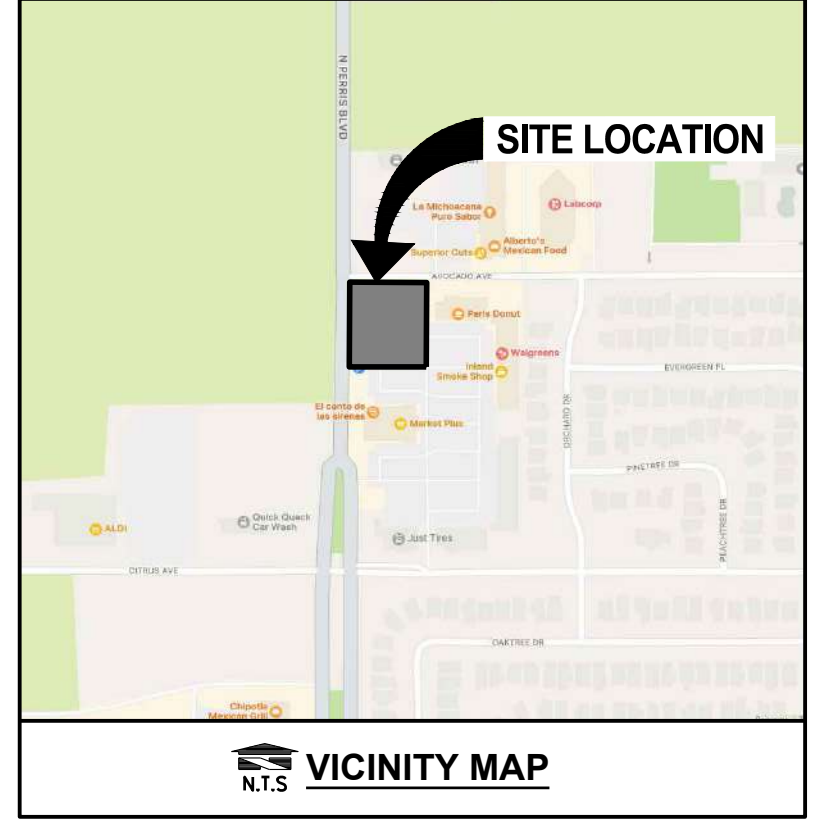 N PERRIS BLVD
SITE LOCATION
La Michoacana
Puro Sabor
Labcorp
Alberto's
Mexican Food
Superior Cuts
AVOCADO AVE
Peris Donut
Walgreens
Inland
Smoke Shop
EVERGREEN PL
El canto de
las sirenes
Market Plus
ORCHARD DR
PINETREE DR
PEACHTREE DR
ALDI
Quick Quack
Car Wash
Just Tires
CITRUS AVE
OAKTREE DR
Chipotle
Mexican Grill
N.T.S
VICINITY MAP